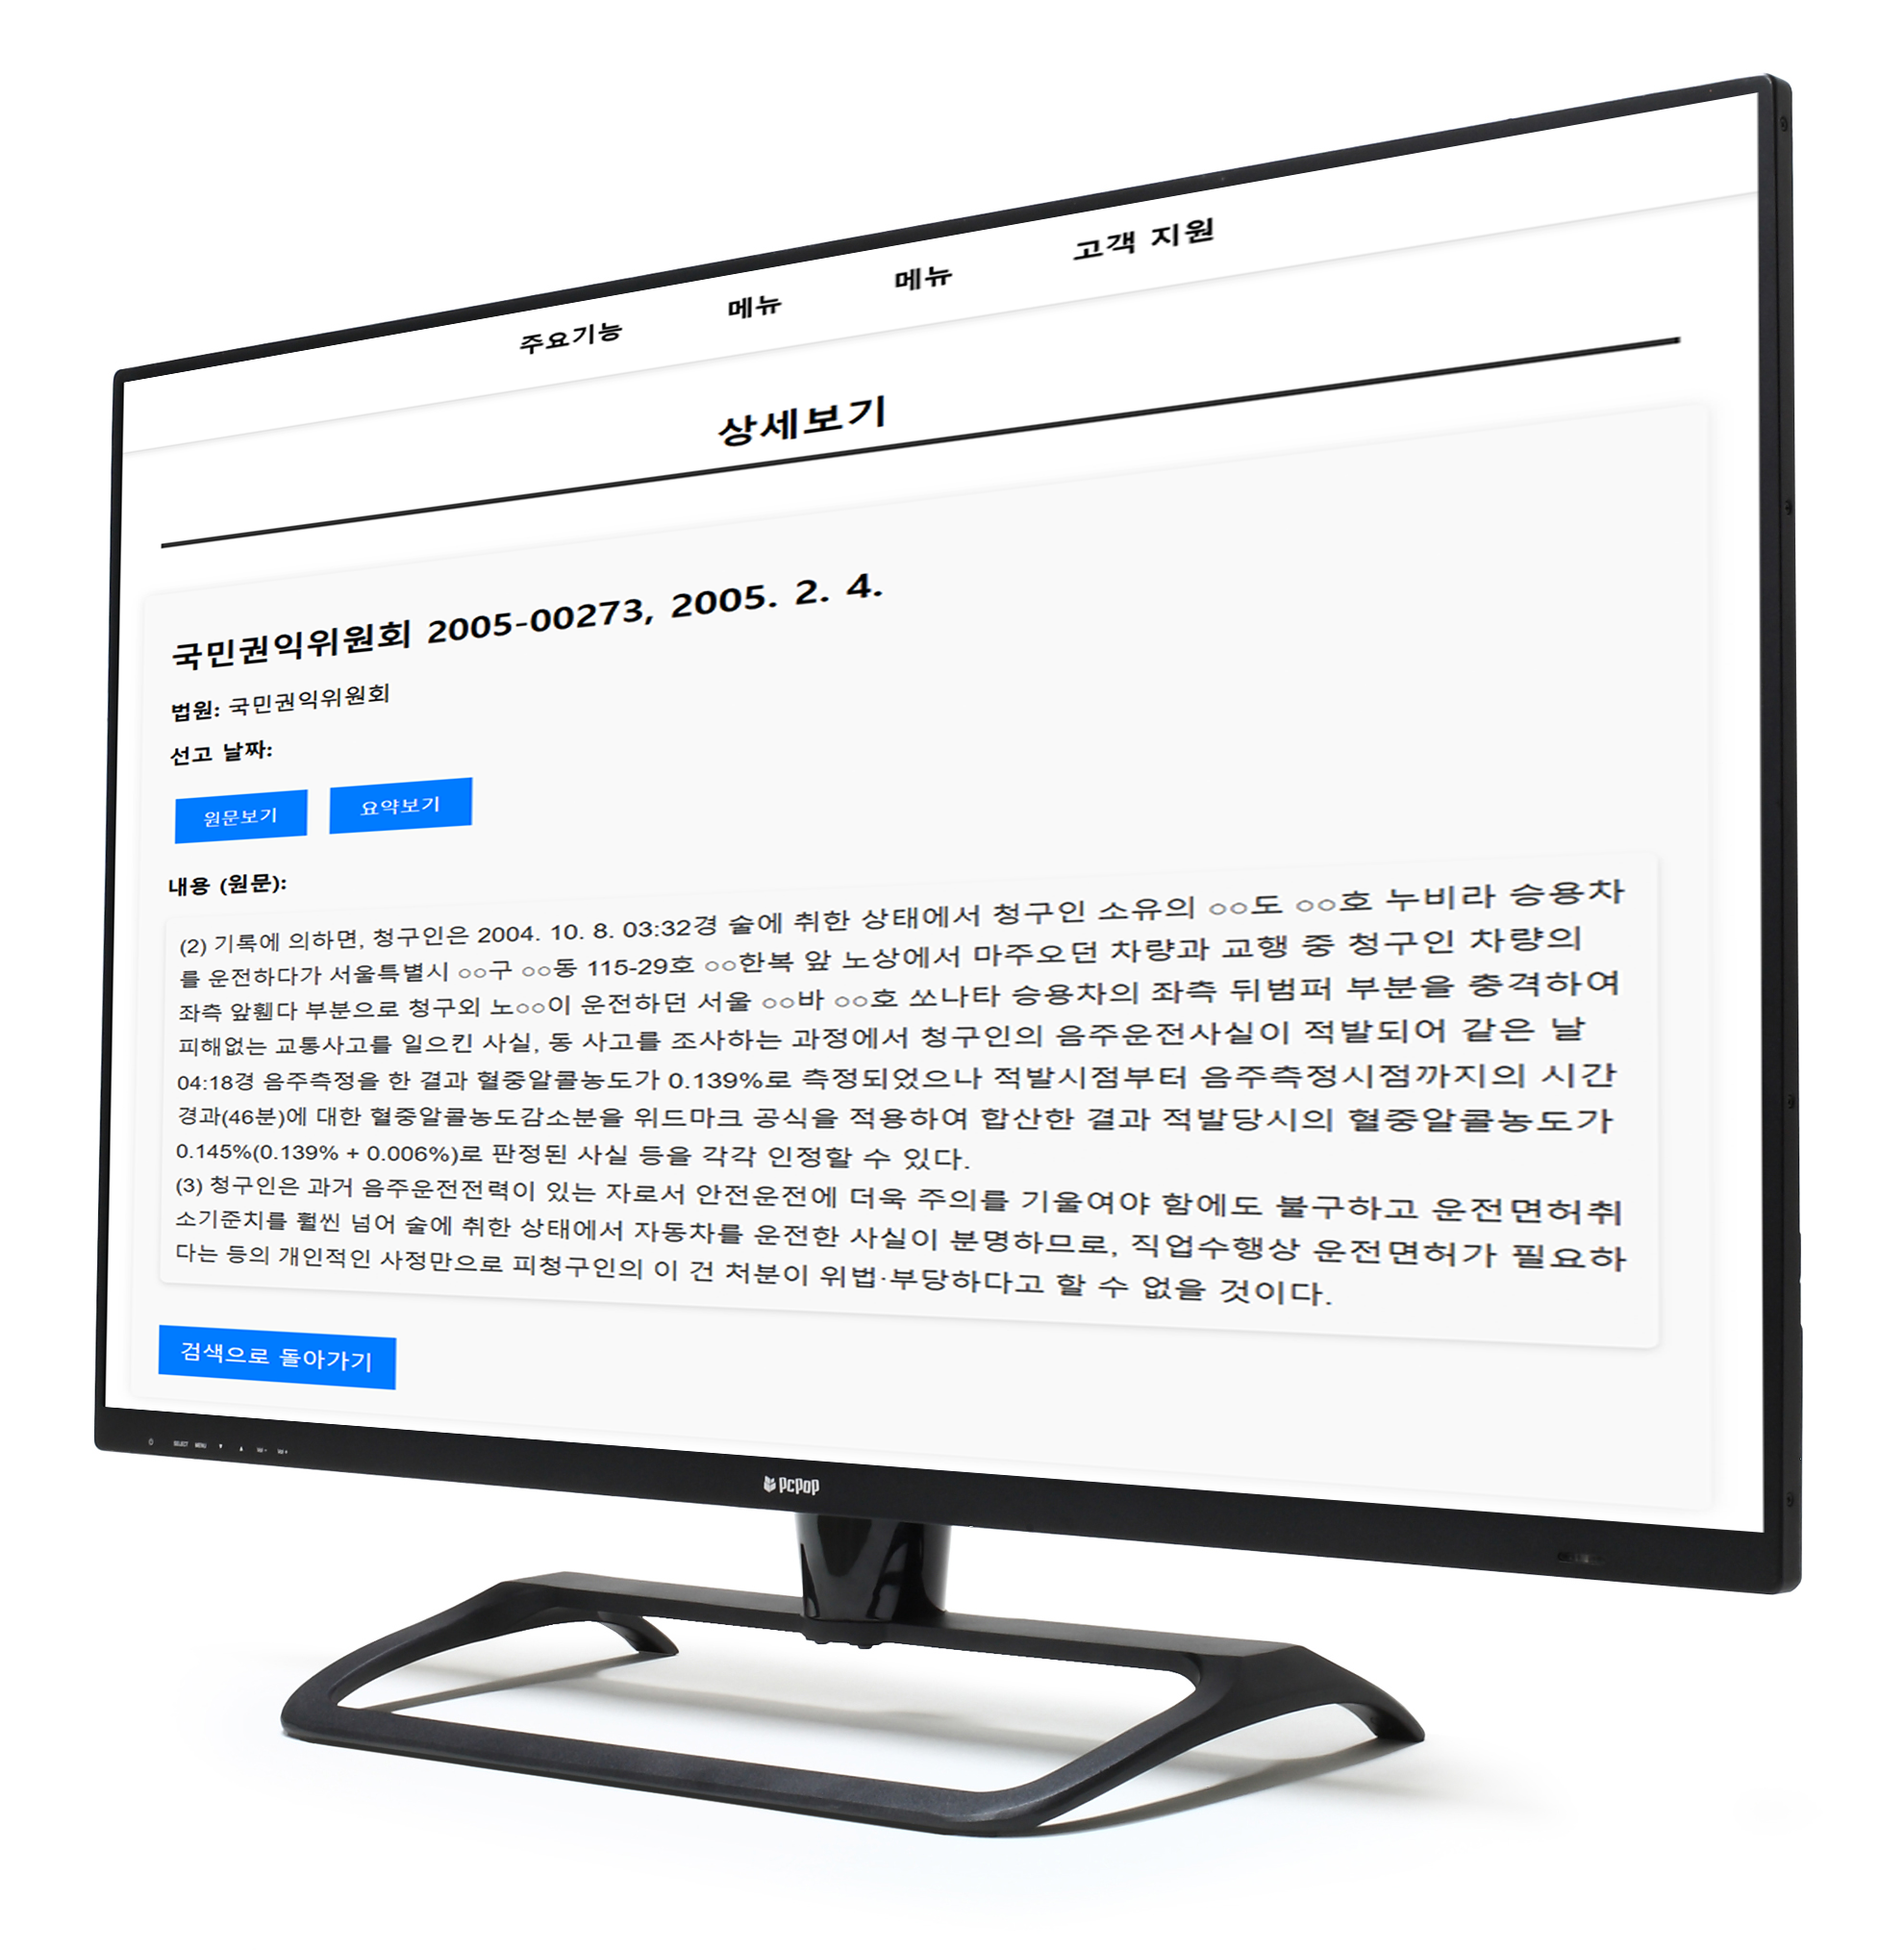 주요기능
메뉴
메뉴
고객 지원
상세보기
국민권익위원회 2005-00273, 2005. 2. 4.
법원: 국민권익위원회
선고 날짜:
원문보기
요약보기
내용 (원문):
(2) 기록에 의하면, 청구인은 2004. 10. 8. 03:32경 술에 취한 상태에서 청구인 소유의 ○○도 ○○호 누비라 승용차
를 운전하다가 서울특별시 ○○구 ○○동 115-29호 ○○한복 앞 노상에서 마주오던 차량과 교행 중 청구인 차량의
좌측 앞휀다 부분으로 청구외 노○○이 운전하던 서울 ○○바 ○○호 쏘나타 승용차의 좌측 뒤범퍼 부분을 충격하여
피해없는 교통사고를 일으킨 사실, 동 사고를 조사하는 과정에서 청구인의 음주운전사실이 적발되어 같은 날
04:18경 음주측정을 한 결과 혈중알콜농도가 0.139%로 측정되었으나 적발시점부터 음주측정시점까지의 시간
경과(46분)에 대한 혈중알콜농도감소분을 위드마크 공식을 적용하여 합산한 결과 적발당시의 혈중알콜농도가
0.145%(0.139% + 0.006%)로 판정된 사실 등을 각각 인정할 수 있다.
(3) 청구인은 과거 음주운전전력이 있는 자로서 안전운전에 더욱 주의를 기울여야 함에도 불구하고 운전면허취
소기준치를 훨씬 넘어 술에 취한 상태에서 자동차를 운전한 사실이 분명하므로, 직업수행상 운전면허가 필요하
다는 등의 개인적인 사정만으로 피청구인의 이 건 처분이 위법·부당하다고 할 수 없을 것이다.
검색으로 돌아가기
SELECT MENU ▼ ▲
pcpop